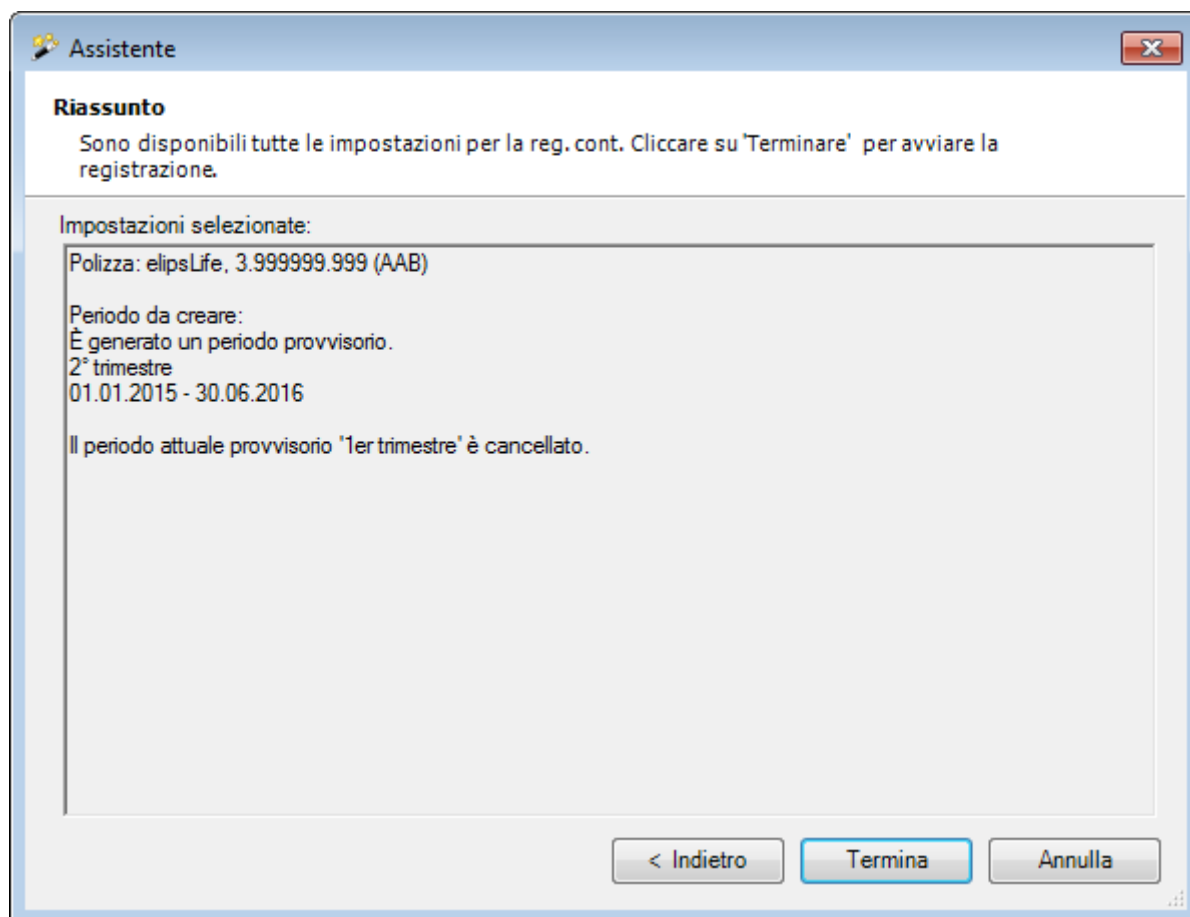 Assistente
Riassunto
Sono disponibili tutte le impostazioni per la reg. cont. Cliccare su 'Terminare' per avviare la
registrazione.
Impostazioni selezionate:
Polizza: elipsLife, 3.999999.999 (AAB)
Periodo da creare:
È generato un periodo provvisorio.
2° trimestre
01.01.2015 - 30.06.2016
Il periodo attuale provvisorio '1er trimestre' è cancellato.
< Indietro
Termina
Annulla